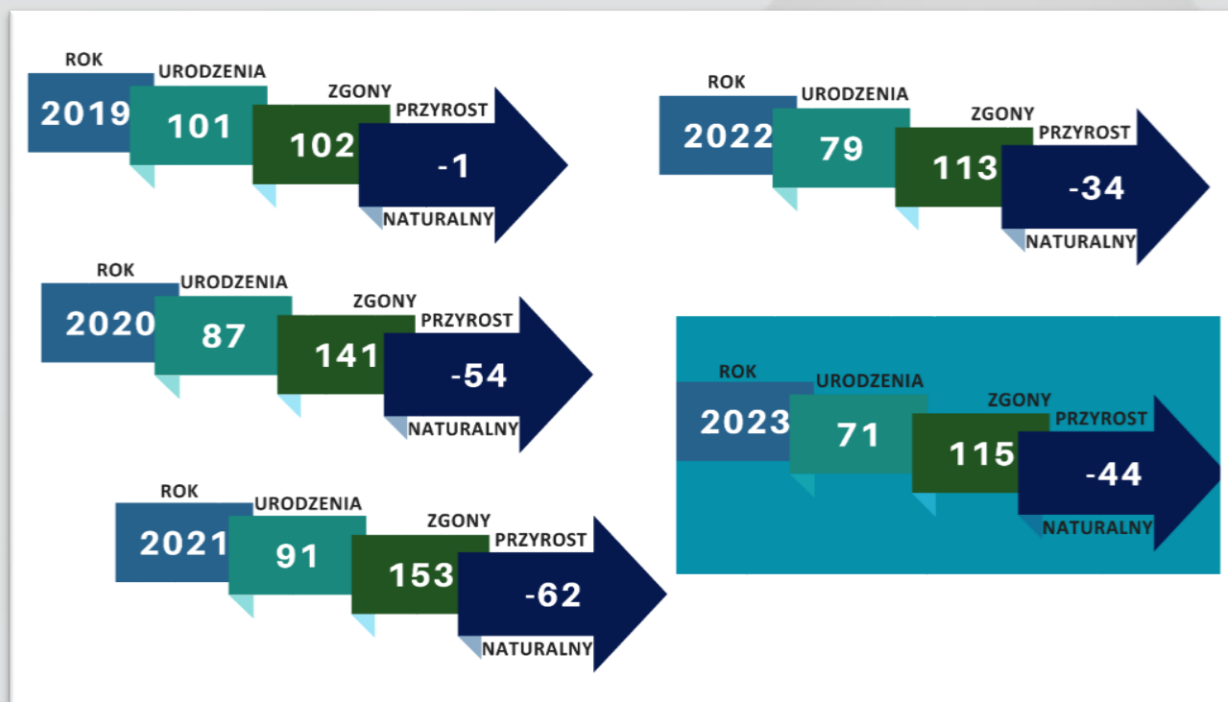 ROK
URODZENIA
ZGONY
PRZYROST
2019
101
102
-1
NATURALNY
ROK
URODZENIA
ZGONY
PRZYROST
2020
87
141
-54
NATURALNY
ROK
URODZENIA
ZGONY
PRZYROST
2021
91
153
-62
NATURALNY
ROK
URODZENIA
ZGONY
PRZYROST
2022
79
113
-34
NATURALNY
ROK
URODZENIA
ZGONY
PRZYROST
2023
71
115
-44
NATURALNY